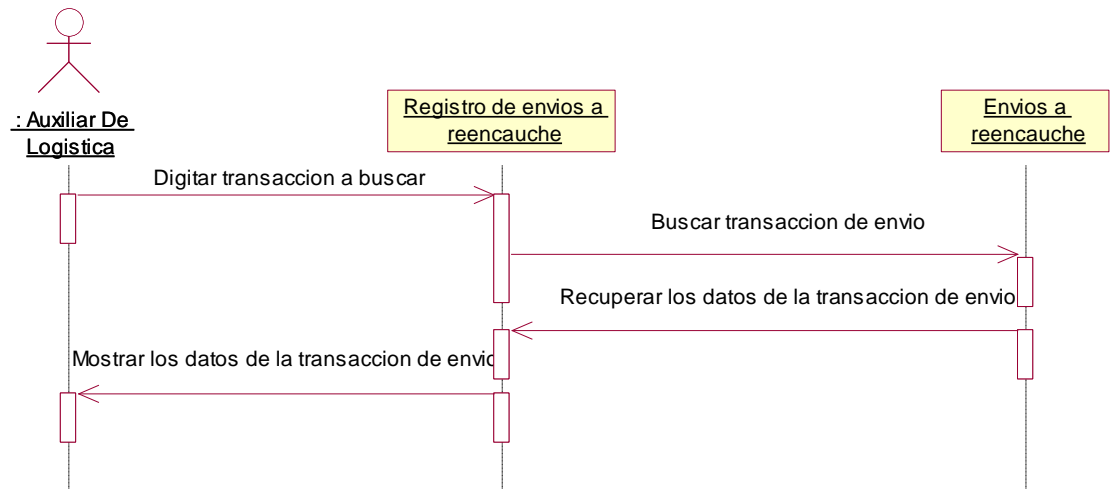 : Auxiliar De
Logistica
Registro de envios a
reencauche
Envios a
reencauche
Digitar transaccion a buscar
Buscar transaccion de envio
Recuperar los datos de la transaccion de envio
Mostrar los datos de la transaccion de envio